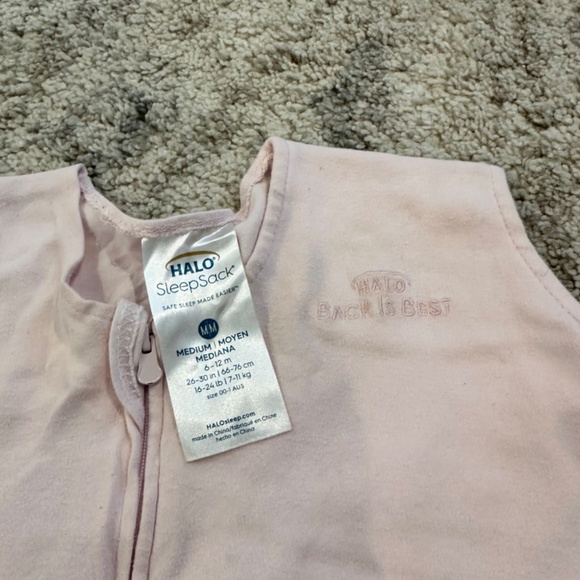 HALO®
SleepSack®
SAFE SLEEP MADE EASIER™
M/M
MEDIUM | MOYEN
MEDIANA
6-12 m
26-30 in | 66-76 cm
16-24 lb | 7-11 kg
size 00-1 AUS
HALOsleep.com
made in China/fabriqué en Chine
hecho en China
HALO
BACK IS BEST